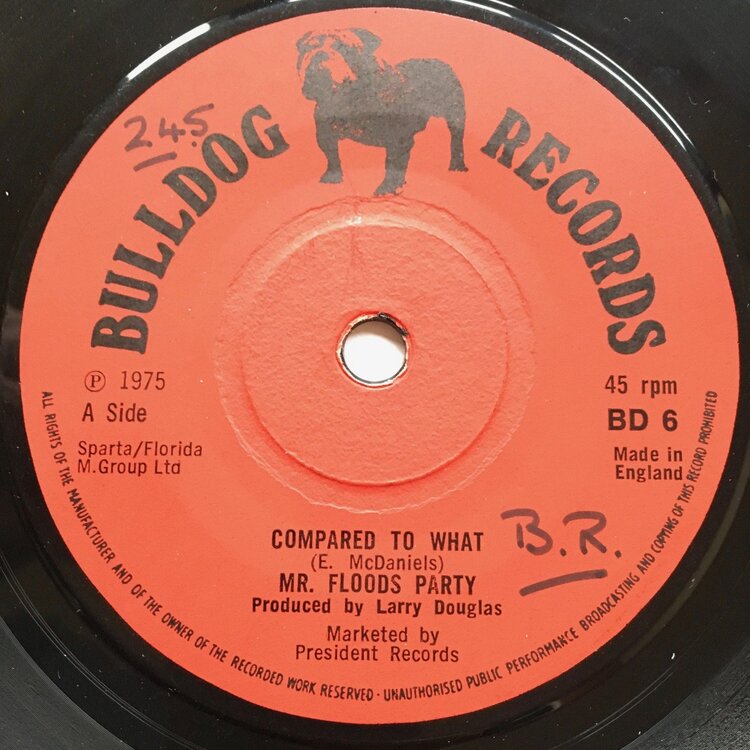 245
BULLDOG RECORDS
℗ 1975
A Side
Sparta/Florida
M.Group Ltd
45 rpm
BD 6
Made in
England
COMPARED TO WHAT
(E. McDaniels)
MR. FLOODS PARTY
Produced by Larry Douglas
Marketed by
President Records
B.R.
ALL RIGHTS OF THE MANUFACTURER AND OF THE OWNER OF THE RECORDED WORK RESERVED · UNAUTHORISED PUBLIC PERFORMANCE BROADCASTING AND COPYING OF THIS RECORD PROHIBITED